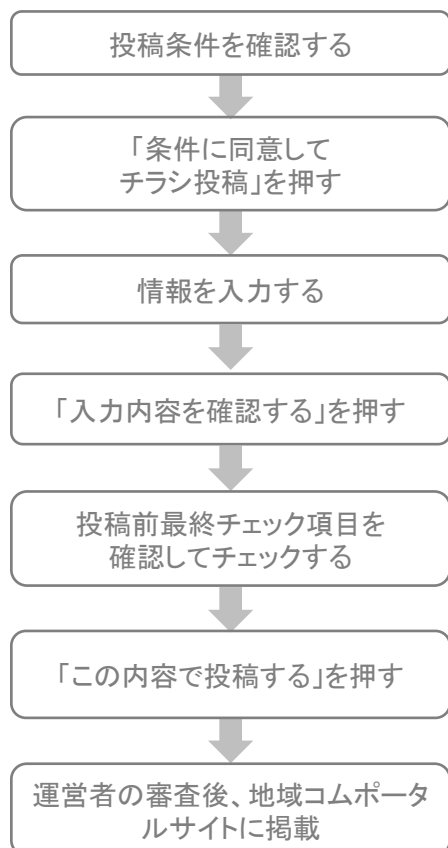 投稿条件を確認する
「条件に同意して
チラシ投稿」を押す
情報を入力する
「入力内容を確認する」を押す
投稿前最終チェック項目を
確認してチェックする
「この内容で投稿する」を押す
運営者の審査後、地域コムポータ
ルサイトに掲載